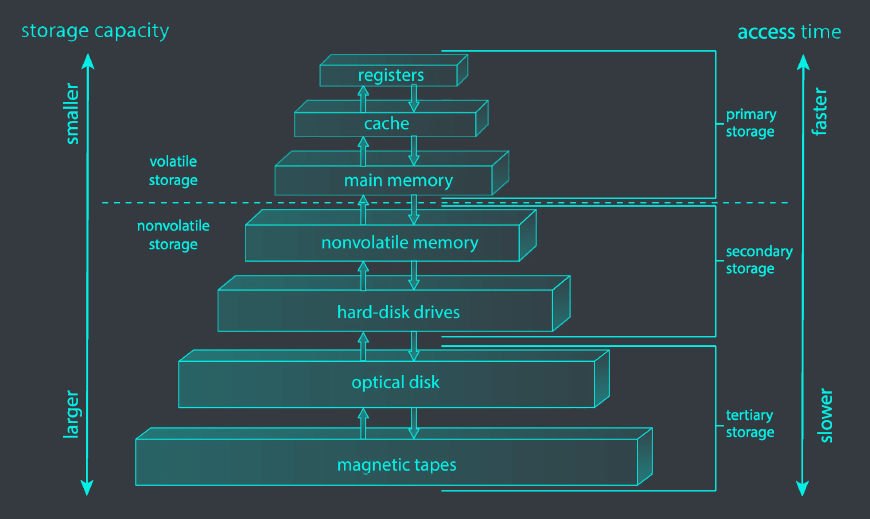 storage capacity
access time
smaller
faster
registers
cache
primary
storage
volatile
storage
main memory
nonvolatile
storage
nonvolatile memory
secondary
storage
hard-disk drives
optical disk
larger
slower
tertiary
storage
magnetic tapes